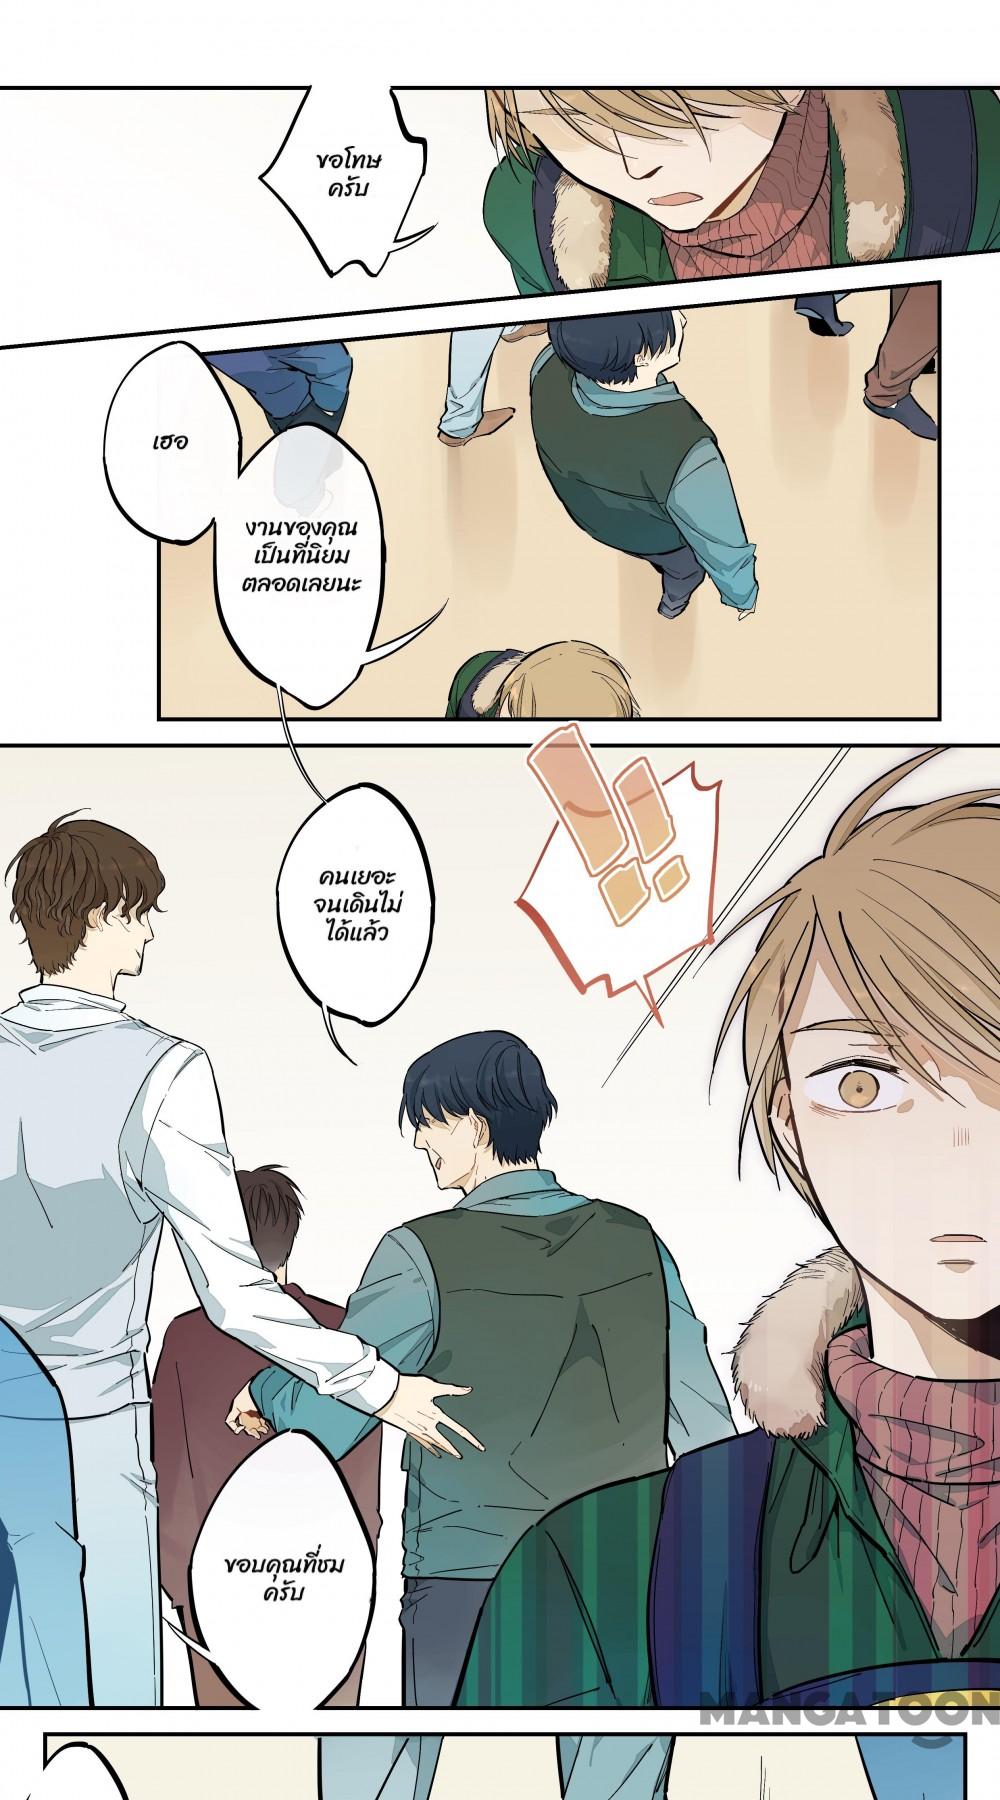 ขอโทษ
ครับ
เฮอ
งานของคุณ
เป็นที่นิยม
ตลอดเลยนะ
!!
คนเยอะ
จนเดินไม่
ได้แล้ว
ขอบคุณที่ชม
ครับ
MANGATOON